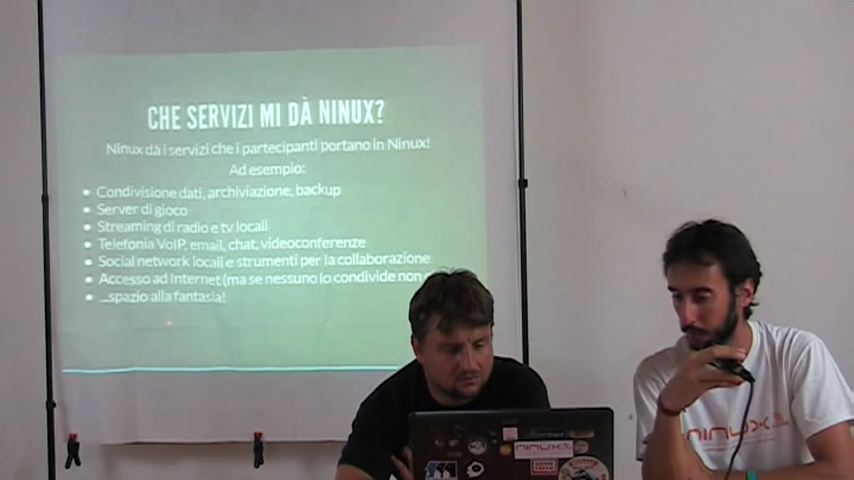 CHE SERVIZI MI DÀ NINUX?
Ninux dà i servizi che i partecipanti portano in Ninux!
Ad esempio:
Condivisione dati, archiviazione, backup
Server di gioco
Streaming di radio e tv locali
Telefonia VoIP, email, chat, videoconferenze
Social network locali e strumenti per la collaborazione
Accesso ad Internet (ma se nessuno lo condivide non
...spazio alla fantasia!
NINUX
NINUX